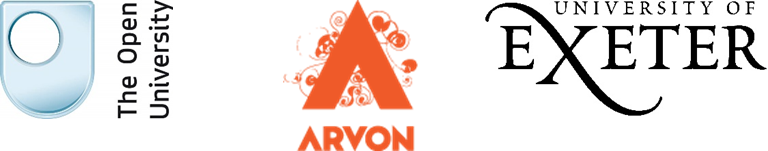 The Open
University
ARVON
UNIVERSITY OF
EXETER